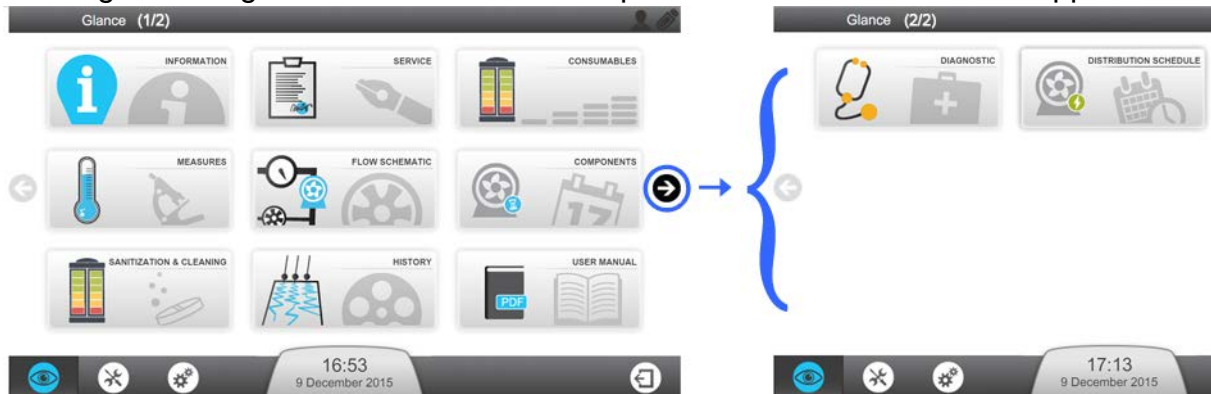 Glance (1/2)
INFORMATION
SERVICE
CONSUMABLES
MEASURES
FLOW SCHEMATIC
COMPONENTS
17
SANITIZATION & CLEANING
HISTORY
USER MANUAL
PDF
16:53
9 December 2015
Glance (2/2)
DIAGNOSTIC
DISTRIBUTION SCHEDULE
17:13
9 December 2015